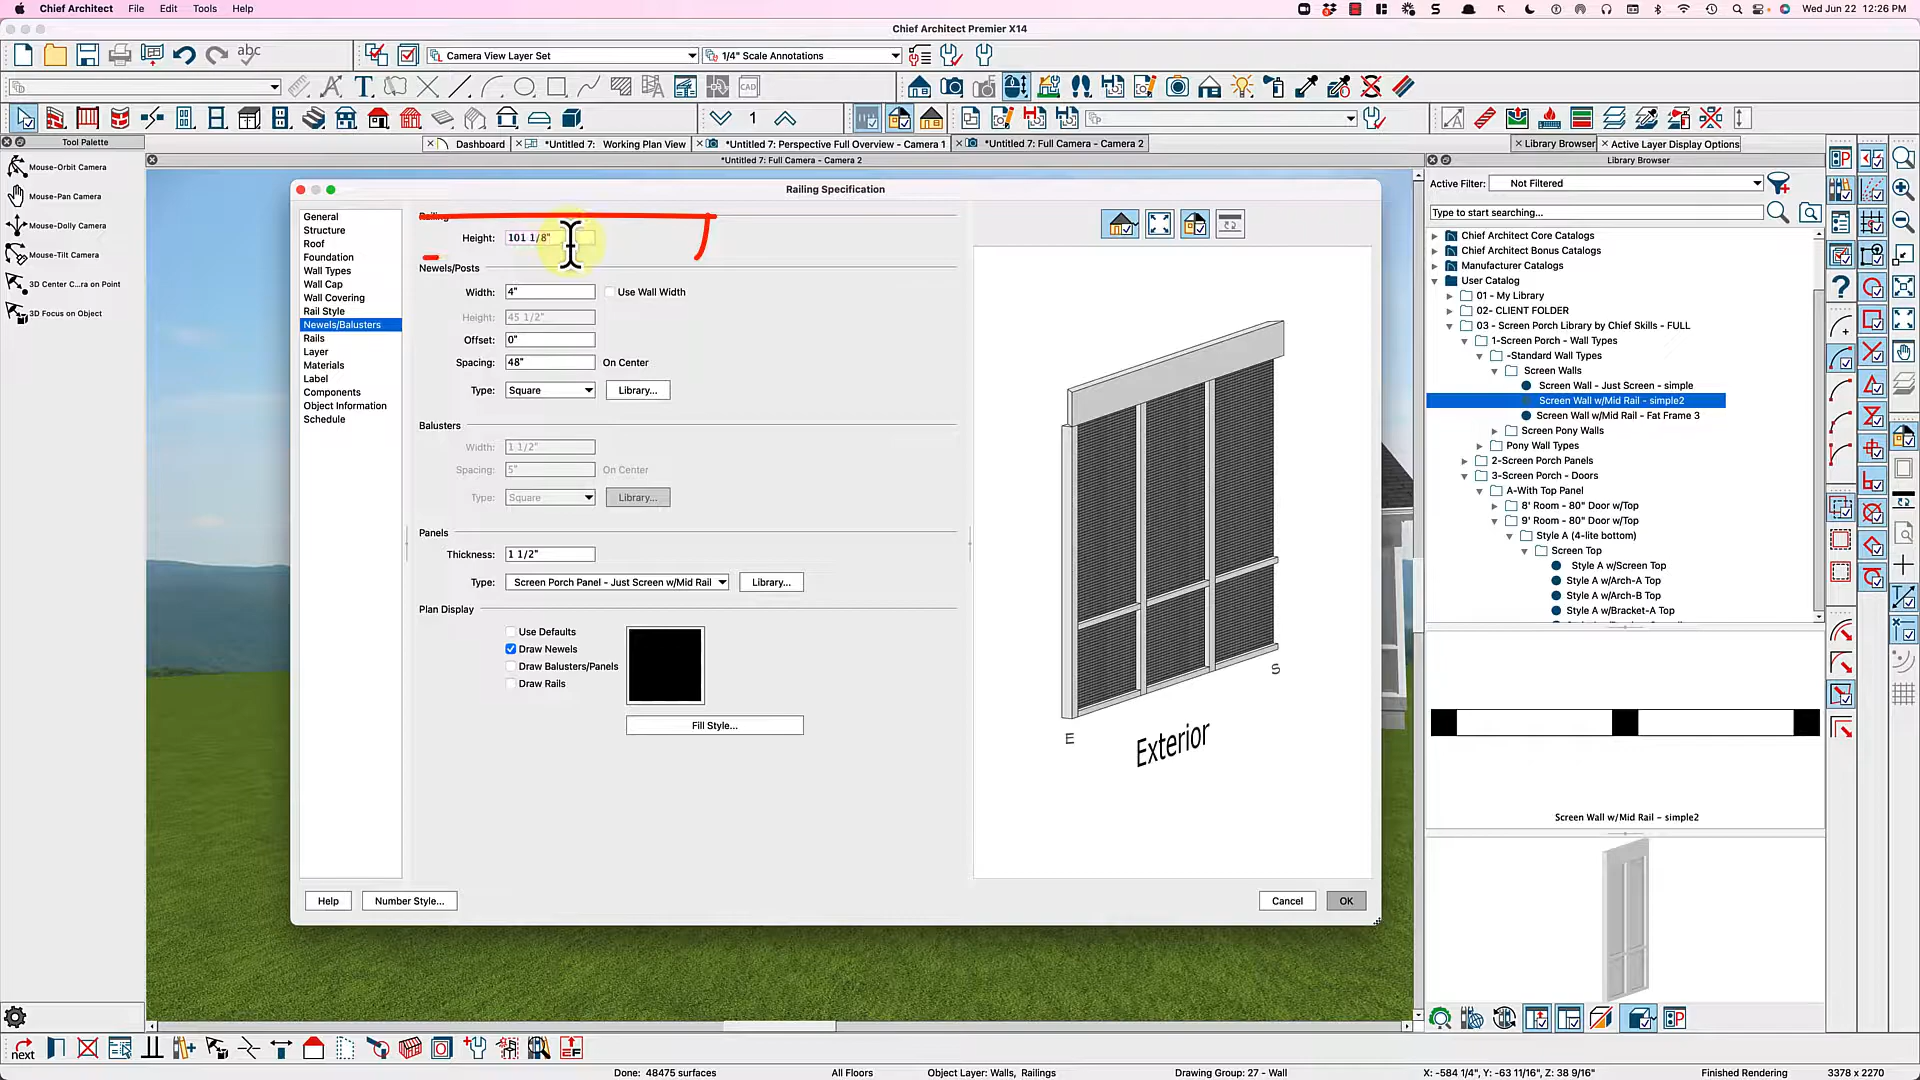 Chief Architect File Edit Tools Help
Wed Jun 22 12:26 PM
Chief Architect Premier X14
abc
Camera View Layer Set
1/4" Scale Annotations
CAD
1
Tool Palette
Dashboard
*Untitled 7: Working Plan View
*Untitled 7: Perspective Full Overview - Camera 1
*Untitled 7: Full Camera - Camera 2
Library Browser
Active Layer Display Options
*Untitled 7: Full Camera - Camera 2
Library Browser
Mouse-Orbit Camera
Mouse-Pan Camera
Mouse-Dolly Camera
Mouse-Tilt Camera
3D Center C...ra on Point
3D Focus on Object
Railing Specification
General
Structure
Roof
Foundation
Wall Types
Wall Cap
Wall Covering
Rail Style
Newels/Balusters
Rails
Layer
Materials
Label
Components
Object Information
Schedule
Railing
Height: 101 1/8"
Newels/Posts
Width: 4" Use Wall Width
Height: 45 1/2"
Offset: 0"
Spacing: 48" On Center
Type: Square Library...
Balusters
Width: 1 1/2"
Spacing: 5" On Center
Type: Square Library...
Panels
Thickness: 1 1/2"
Type: Screen Porch Panel - Just Screen w/Mid Rail Library...
Plan Display
Use Defaults
Draw Newels
Draw Balusters/Panels
Draw Rails
Fill Style...
E
S
Exterior
Help
Number Style...
Cancel
OK
Active Filter: Not Filtered
Type to start searching...
Chief Architect Core Catalogs
Chief Architect Bonus Catalogs
Manufacturer Catalogs
User Catalog
01 - My Library
02- CLIENT FOLDER
03 - Screen Porch Library by Chief Skills - FULL
1-Screen Porch - Wall Types
-Standard Wall Types
Screen Walls
Screen Wall - Just Screen - simple
Screen Wall w/Mid Rail - simple2
Screen Wall w/Mid Rail - Fat Frame 3
Screen Pony Walls
Pony Wall Types
2-Screen Porch Panels
3-Screen Porch - Doors
A-With Top Panel
8' Room - 80" Door w/Top
9' Room - 80" Door w/Top
Style A (4-lite bottom)
Screen Top
Style A w/Screen Top
Style A w/Arch-A Top
Style A w/Arch-B Top
Style A w/Bracket-A Top
Screen Wall w/Mid Rail - simple2
next
EF
Done: 48475 surfaces
All Floors
Object Layer: Walls, Railings
Drawing Group: 27 - Wall
X: -584 1/4", Y: -63 11/16", Z: 38 9/16"
Finished Rendering
3378 x 2270